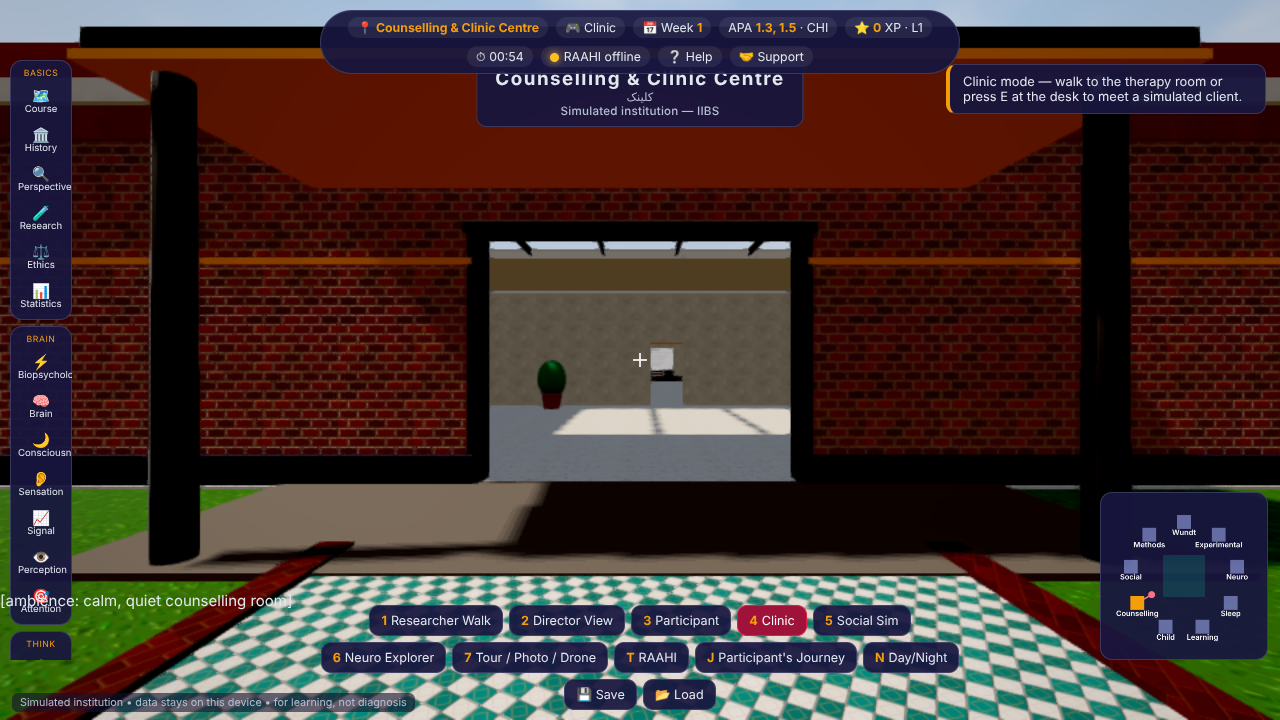 📍 Counselling & Clinic Centre
🎮 Clinic
📅 Week 1
APA 1.3, 1.5 · CHI
⭐ 0 XP · L1
⏱ 00:54
RAAHI offline
❔ Help
🤝 Support
Counselling & Clinic Centre
کلینک
Simulated institution — IIBS
Clinic mode — walk to the therapy room or
press E at the desk to meet a simulated client.
BASICS
Course
History
Perspective
Research
Ethics
Statistics
BRAIN
Biopsycholo
Brain
Consciousn
Sensation
Signal
Perception
Attention
THINK
[ambience: calm, quiet counselling room]
1 Researcher Walk
2 Director View
3 Participant
4 Clinic
5 Social Sim
6 Neuro Explorer
7 Tour / Photo / Drone
T RAAHI
J Participant's Journey
N Day/Night
💾 Save
📂 Load
Wundt
Methods
Experimental
Social
Neuro
Counselling
Sleep
Child
Learning
Simulated institution • data stays on this device • for learning, not diagnosis